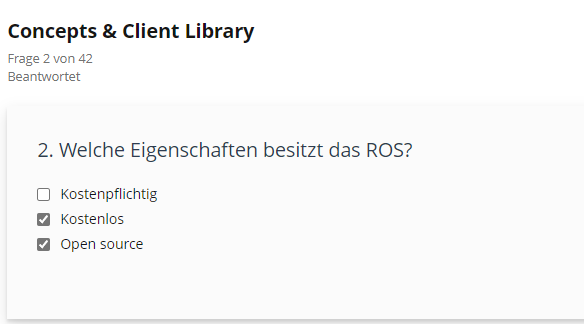 Concepts & Client Library
Frage 2 von 42
Beantwortet
2. Welche Eigenschaften besitzt das ROS?
Kostenpflichtig
Kostenlos
Open source